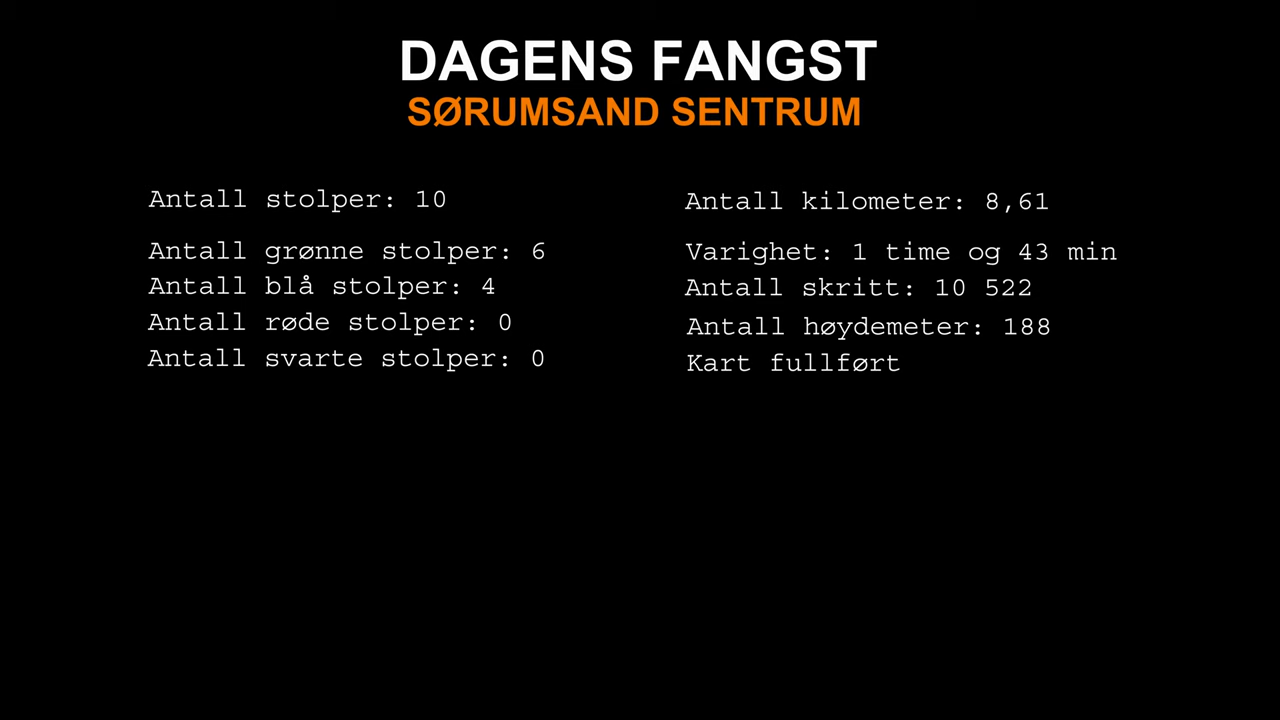 DAGENS FANGST
SØRUMSAND SENTRUM
Antall stolper: 10
Antall grønne stolper: 6
Antall blå stolper: 4
Antall røde stolper: 0
Antall svarte stolper: 0
Antall kilometer: 8,61
Varighet: 1 time og 43 min
Antall skritt: 10 522
Antall høydemeter: 188
Kart fullført